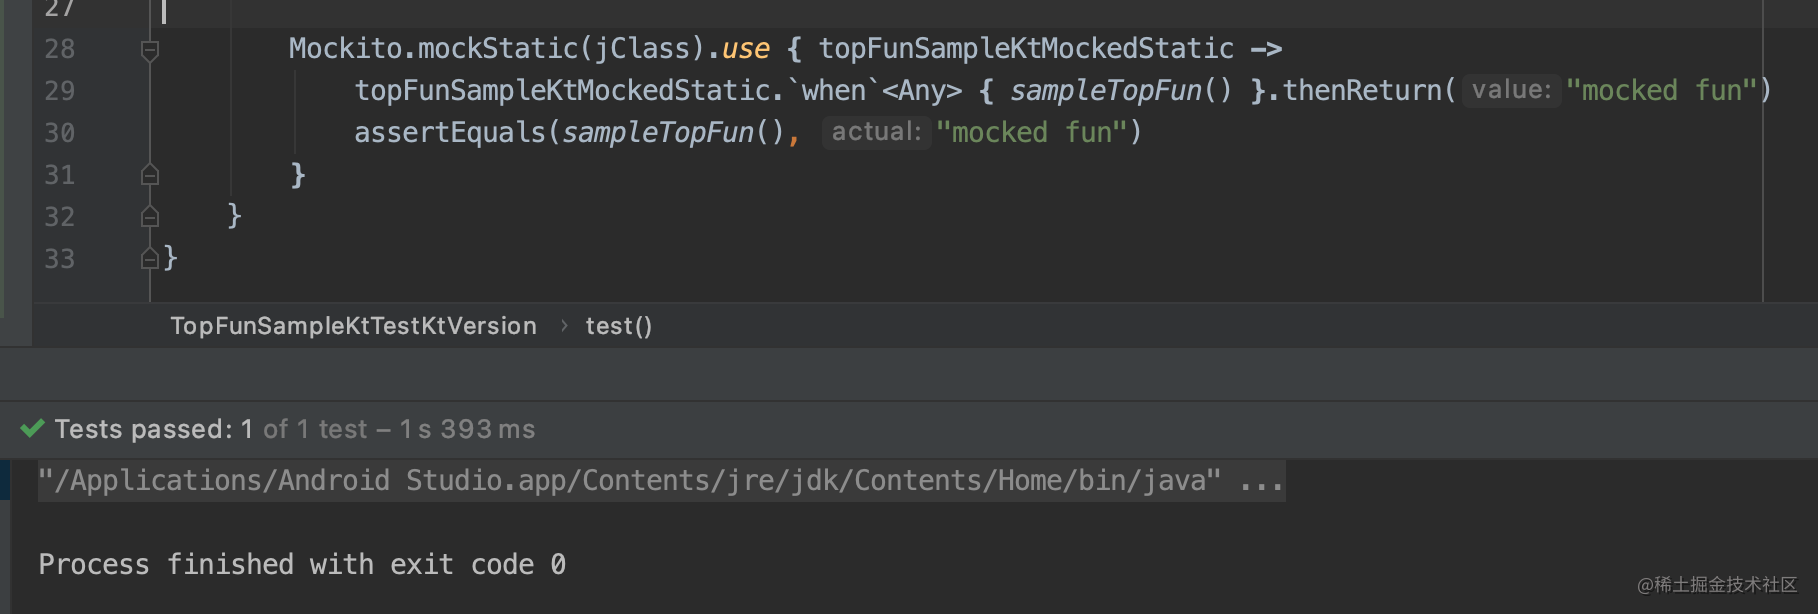 27
28 Mockito.mockStatic(jClass).use { topFunSampleKtMockedStatic ->
29 topFunSampleKtMockedStatic.`when`<Any> { sampleTopFun() }.thenReturn( value: "mocked fun")
30 assertEquals(sampleTopFun(), actual: "mocked fun")
31 }
32 }
33 }
TopFunSampleKtTestKtVersion › test()
Tests passed: 1 of 1 test – 1 s 393 ms
"/Applications/Android Studio.app/Contents/jre/jdk/Contents/Home/bin/java" ...
Process finished with exit code 0
@稀土掘金技术社区